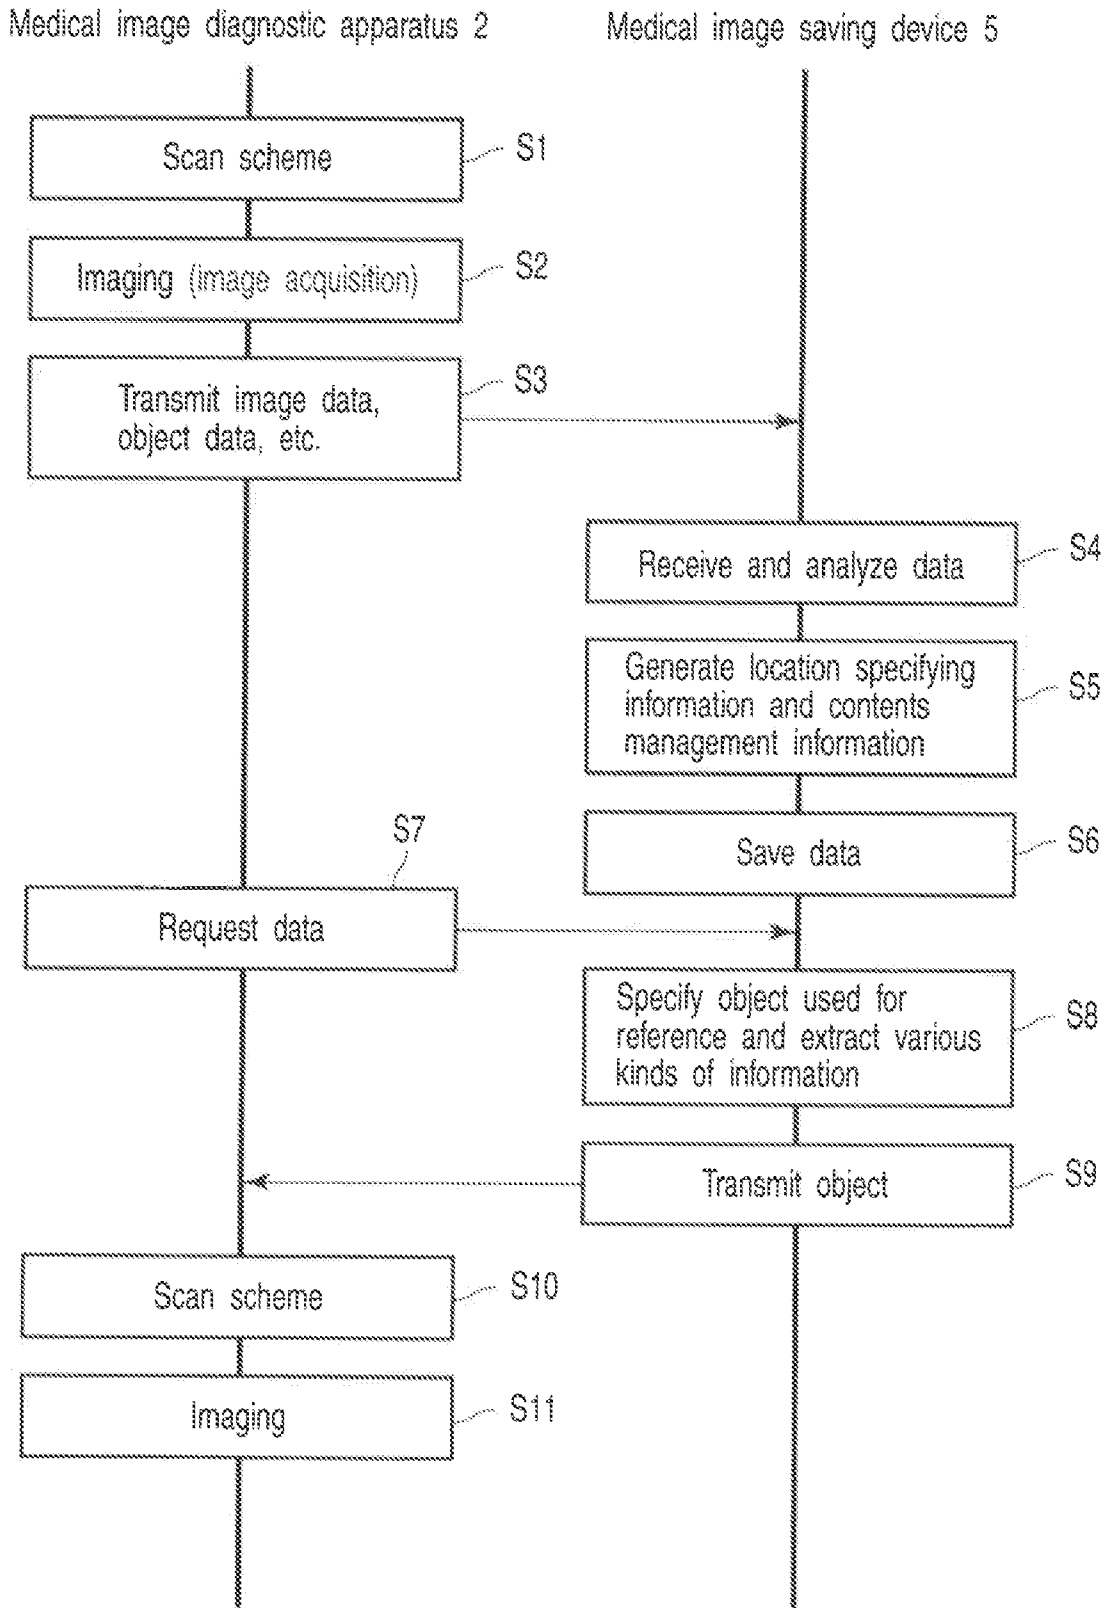 Medical image diagnostic apparatus 2
Medical image saving device 5
Scan scheme
S1
Imaging (image acquisition)
S2
Transmit image data,
object data, etc.
S3
Receive and analyze data
S4
Generate location specifying
information and contents
management information
S5
Save data
S6
S7
Request data
Specify object used for
reference and extract various
kinds of information
S8
Transmit object
S9
Scan scheme
S10
Imaging
S11